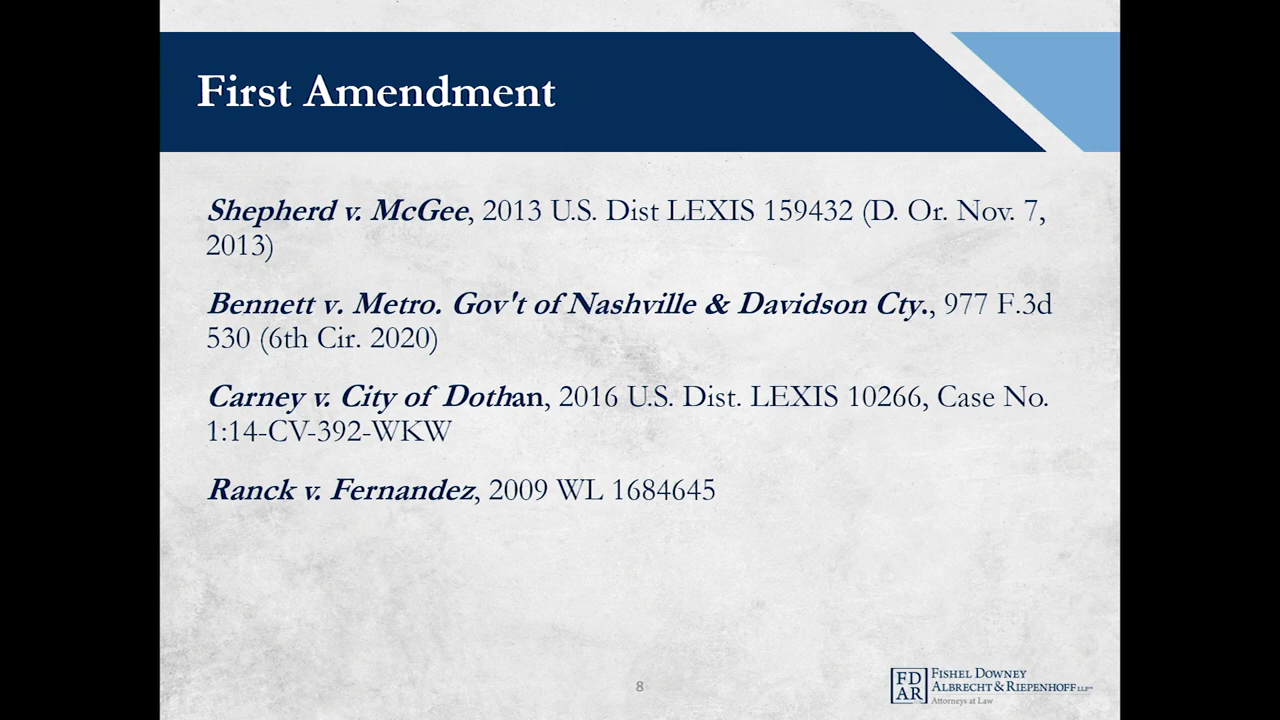 First Amendment
Shepherd v. McGee, 2013 U.S. Dist LEXIS 159432 (D. Or. Nov. 7,
2013)
Bennett v. Metro. Gov't of Nashville & Davidson Cty., 977 F.3d
530 (6th Cir. 2020)
Carney v. City of Dothan, 2016 U.S. Dist. LEXIS 10266, Case No.
1:14-CV-392-WKW
Ranck v. Fernandez, 2009 WL 1684645
8
FD
AR
FISHEL DOWNEY
ALBRECHT & RIEPENHOFF LLP
Attorneys at Law